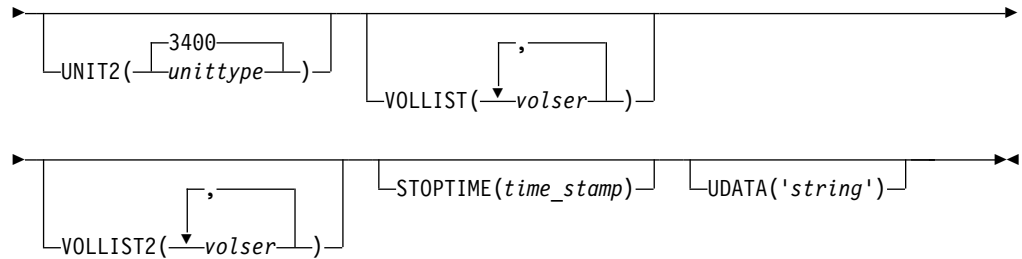 3400
UNIT2( unittype )
,
VOLLIST( volser )
,
VOLLIST2( volser )
STOPTIME(time_stamp)
UDATA('string')